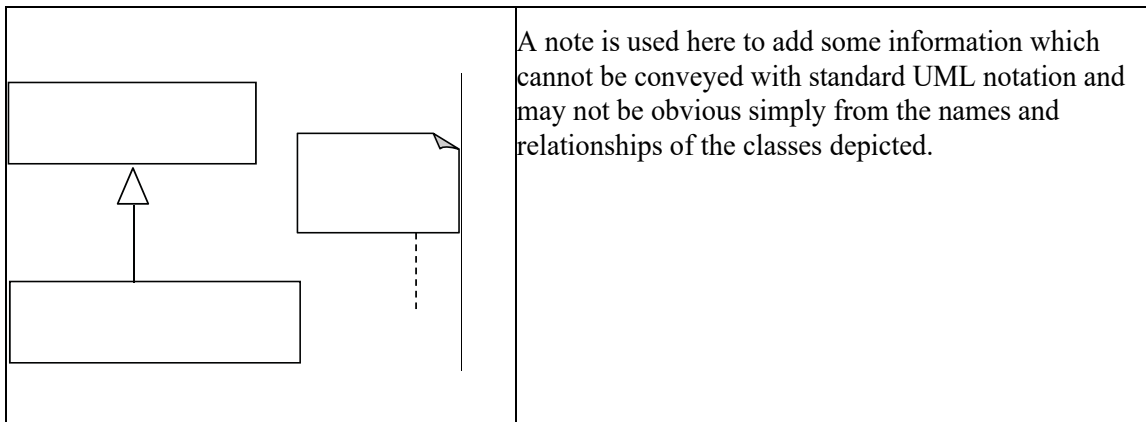 A note is used here to add some information which
cannot be conveyed with standard UML notation and
may not be obvious simply from the names and
relationships of the classes depicted.